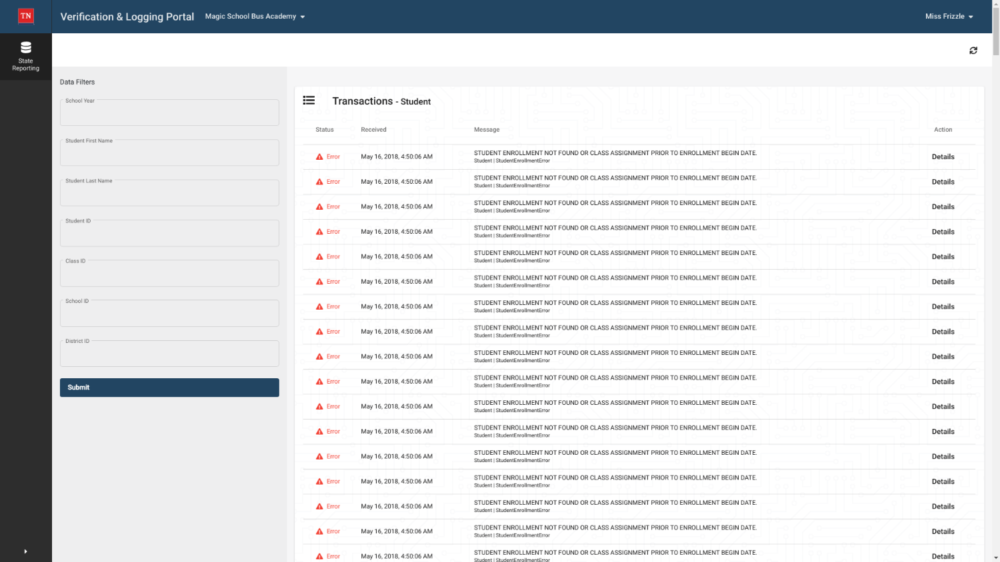 TN
Verification & Logging Portal
Magic School Bus Academy
Miss Frizzle
State
Reporting
Data Filters
School Year
Student First Name
Student Last Name
Student ID
Class ID
School ID
District ID
Submit
Transactions - Student
Status Received Message Action
Error May 16, 2018, 4:50:06 AM STUDENT ENROLLMENT NOT FOUND OR CLASS ASSIGNMENT PRIOR TO ENROLLMENT BEGIN DATE. Details
Student | StudentEnrollmentError
Error May 16, 2018, 4:50:06 AM STUDENT ENROLLMENT NOT FOUND OR CLASS ASSIGNMENT PRIOR TO ENROLLMENT BEGIN DATE. Details
Student | StudentEnrollmentError
Error May 16, 2018, 4:50:06 AM STUDENT ENROLLMENT NOT FOUND OR CLASS ASSIGNMENT PRIOR TO ENROLLMENT BEGIN DATE. Details
Student | StudentEnrollmentError
Error May 16, 2018, 4:50:06 AM STUDENT ENROLLMENT NOT FOUND OR CLASS ASSIGNMENT PRIOR TO ENROLLMENT BEGIN DATE. Details
Student | StudentEnrollmentError
Error May 16, 2018, 4:50:06 AM STUDENT ENROLLMENT NOT FOUND OR CLASS ASSIGNMENT PRIOR TO ENROLLMENT BEGIN DATE. Details
Student | StudentEnrollmentError
Error May 16, 2018, 4:50:06 AM STUDENT ENROLLMENT NOT FOUND OR CLASS ASSIGNMENT PRIOR TO ENROLLMENT BEGIN DATE. Details
Student | StudentEnrollmentError
Error May 16, 2018, 4:50:06 AM STUDENT ENROLLMENT NOT FOUND OR CLASS ASSIGNMENT PRIOR TO ENROLLMENT BEGIN DATE. Details
Student | StudentEnrollmentError
Error May 16, 2018, 4:50:06 AM STUDENT ENROLLMENT NOT FOUND OR CLASS ASSIGNMENT PRIOR TO ENROLLMENT BEGIN DATE. Details
Student | StudentEnrollmentError
Error May 16, 2018, 4:50:06 AM STUDENT ENROLLMENT NOT FOUND OR CLASS ASSIGNMENT PRIOR TO ENROLLMENT BEGIN DATE. Details
Student | StudentEnrollmentError
Error May 16, 2018, 4:50:06 AM STUDENT ENROLLMENT NOT FOUND OR CLASS ASSIGNMENT PRIOR TO ENROLLMENT BEGIN DATE. Details
Student | StudentEnrollmentError
Error May 16, 2018, 4:50:06 AM STUDENT ENROLLMENT NOT FOUND OR CLASS ASSIGNMENT PRIOR TO ENROLLMENT BEGIN DATE. Details
Student | StudentEnrollmentError
Error May 16, 2018, 4:50:06 AM STUDENT ENROLLMENT NOT FOUND OR CLASS ASSIGNMENT PRIOR TO ENROLLMENT BEGIN DATE. Details
Student | StudentEnrollmentError
Error May 16, 2018, 4:50:06 AM STUDENT ENROLLMENT NOT FOUND OR CLASS ASSIGNMENT PRIOR TO ENROLLMENT BEGIN DATE. Details
Student | StudentEnrollmentError
Error May 16, 2018, 4:50:06 AM STUDENT ENROLLMENT NOT FOUND OR CLASS ASSIGNMENT PRIOR TO ENROLLMENT BEGIN DATE. Details
Student | StudentEnrollmentError
Error May 16, 2018, 4:50:06 AM STUDENT ENROLLMENT NOT FOUND OR CLASS ASSIGNMENT PRIOR TO ENROLLMENT BEGIN DATE. Details
Student | StudentEnrollmentError
Error May 16, 2018, 4:50:06 AM STUDENT ENROLLMENT NOT FOUND OR CLASS ASSIGNMENT PRIOR TO ENROLLMENT BEGIN DATE. Details
Student | StudentEnrollmentError
Error May 16, 2018, 4:50:06 AM STUDENT ENROLLMENT NOT FOUND OR CLASS ASSIGNMENT PRIOR TO ENROLLMENT BEGIN DATE. Details
Student | StudentEnrollmentError